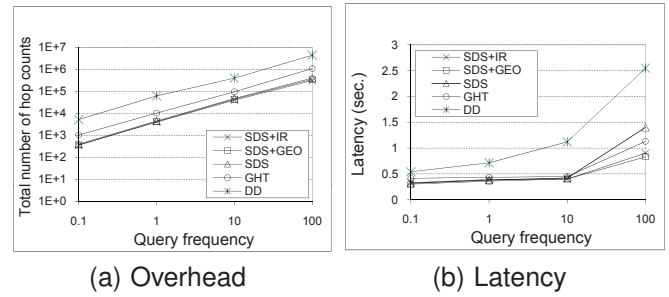 Total number of hop counts
1E+7
1E+6
1E+5
1E+4
1E+3
1E+2
1E+1
1E+0
SDS+IR
SDS+GEO
SDS
GHT
DD
0.1 1 10 100
Query frequency
(a) Overhead
Latency (sec.)
3
2.5
2
1.5
1
0.5
0
SDS+IR
SDS+GEO
SDS
GHT
DD
0.1 1 10 100
Query frequency
(b) Latency